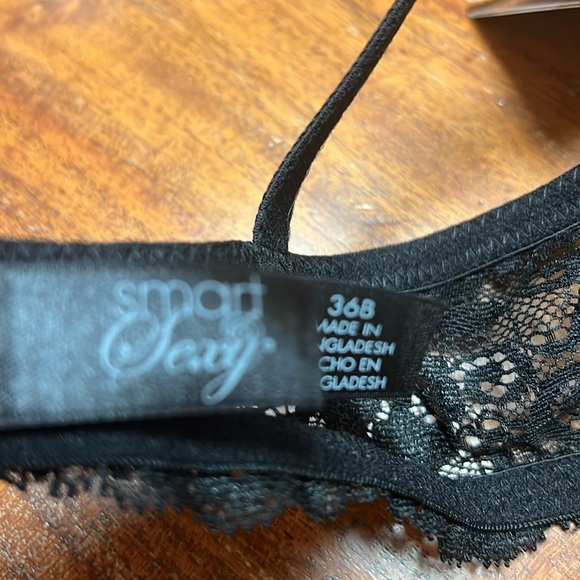 smart
Sexy
36B
MADE IN
NGLADESH
CHO EN
GLADESH